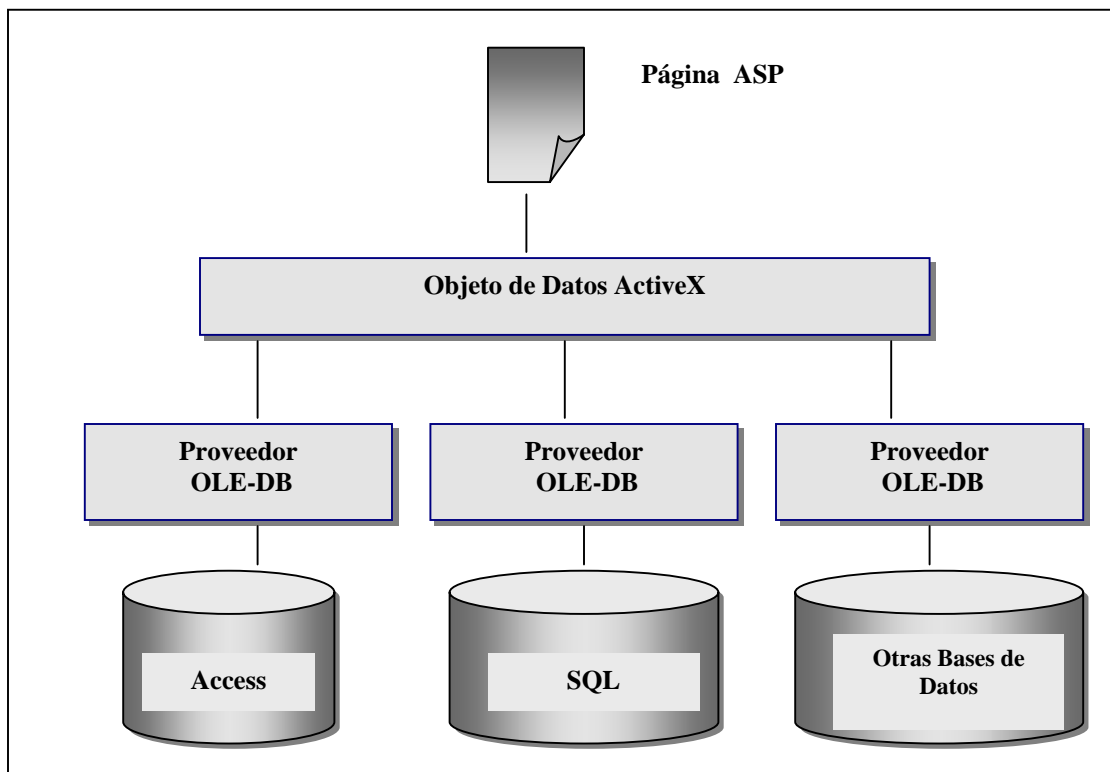 Página ASP
Objeto de Datos ActiveX
Proveedor
OLE-DB
Proveedor
OLE-DB
Proveedor
OLE-DB
Access
SQL
Otras Bases de
Datos